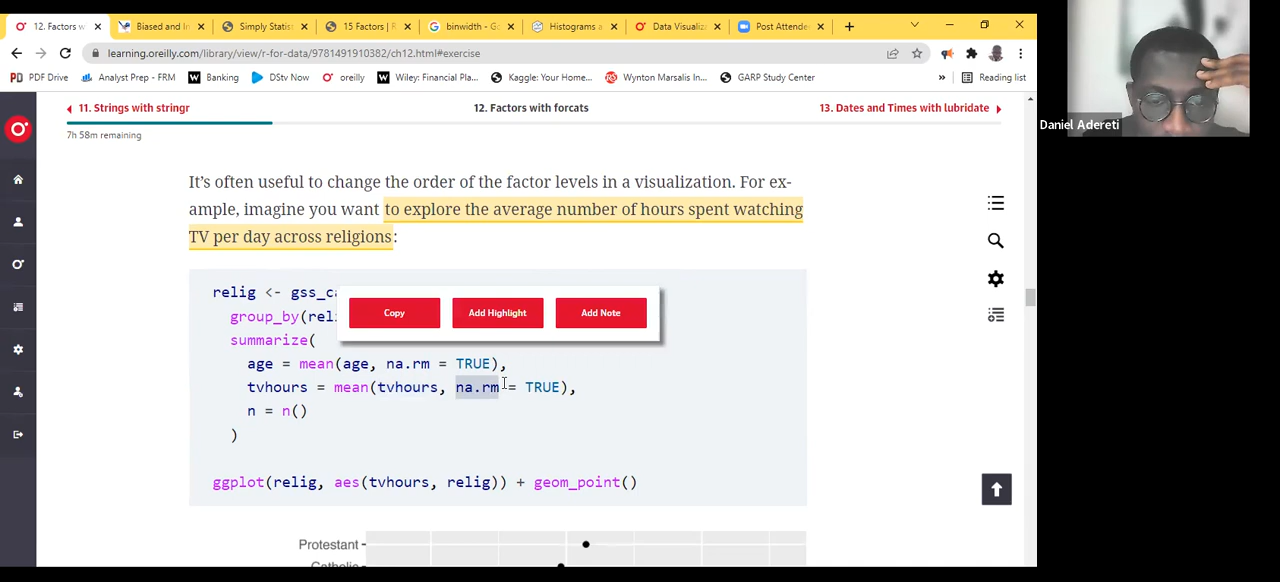 12. Factors w
Biased and In
Simply Statis
15 Factors | R
binwidth - Go
Histograms a
Data Visualiz
Post Attende
learning.oreilly.com/library/view/r-for-data/9781491910382/ch12.html#exercise
PDF Drive
Analyst Prep - FRM
Banking
DStv Now
oreilly
Wiley: Financial Pla...
Kaggle: Your Home...
Wynton Marsalis In...
GARP Study Center
»
Reading list
11. Strings with stringr
12. Factors with forcats
13. Dates and Times with lubridate
7h 58m remaining
It's often useful to change the order of the factor levels in a visualization. For ex-
ample, imagine you want to explore the average number of hours spent watching
TV per day across religions:
relig <- gss_ca
group_by(reli
summarize(
age = mean(age, na.rm = TRUE),
tvhours = mean(tvhours, na.rm = TRUE),
n = n()
)
ggplot(relig, aes(tvhours, relig)) + geom_point()
Copy
Add Highlight
Add Note
Protestant
Catholic
Daniel Adereti